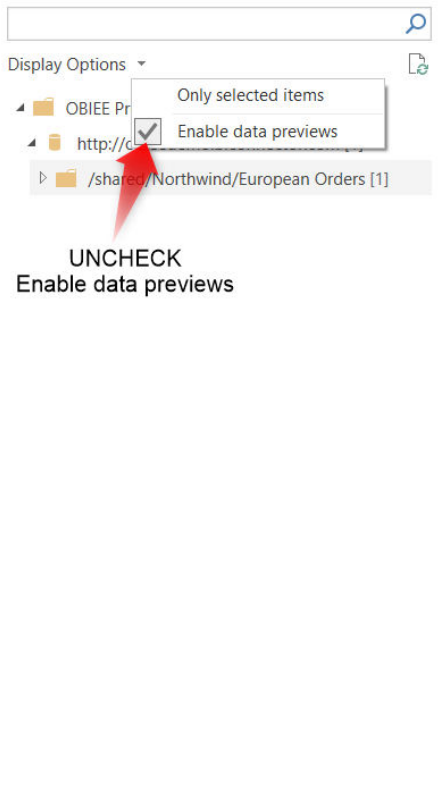 Display Options
Only selected items
OBIEE Pr
Enable data previews
http://
/shared/Northwind/European Orders [1]
UNCHECK
Enable data previews